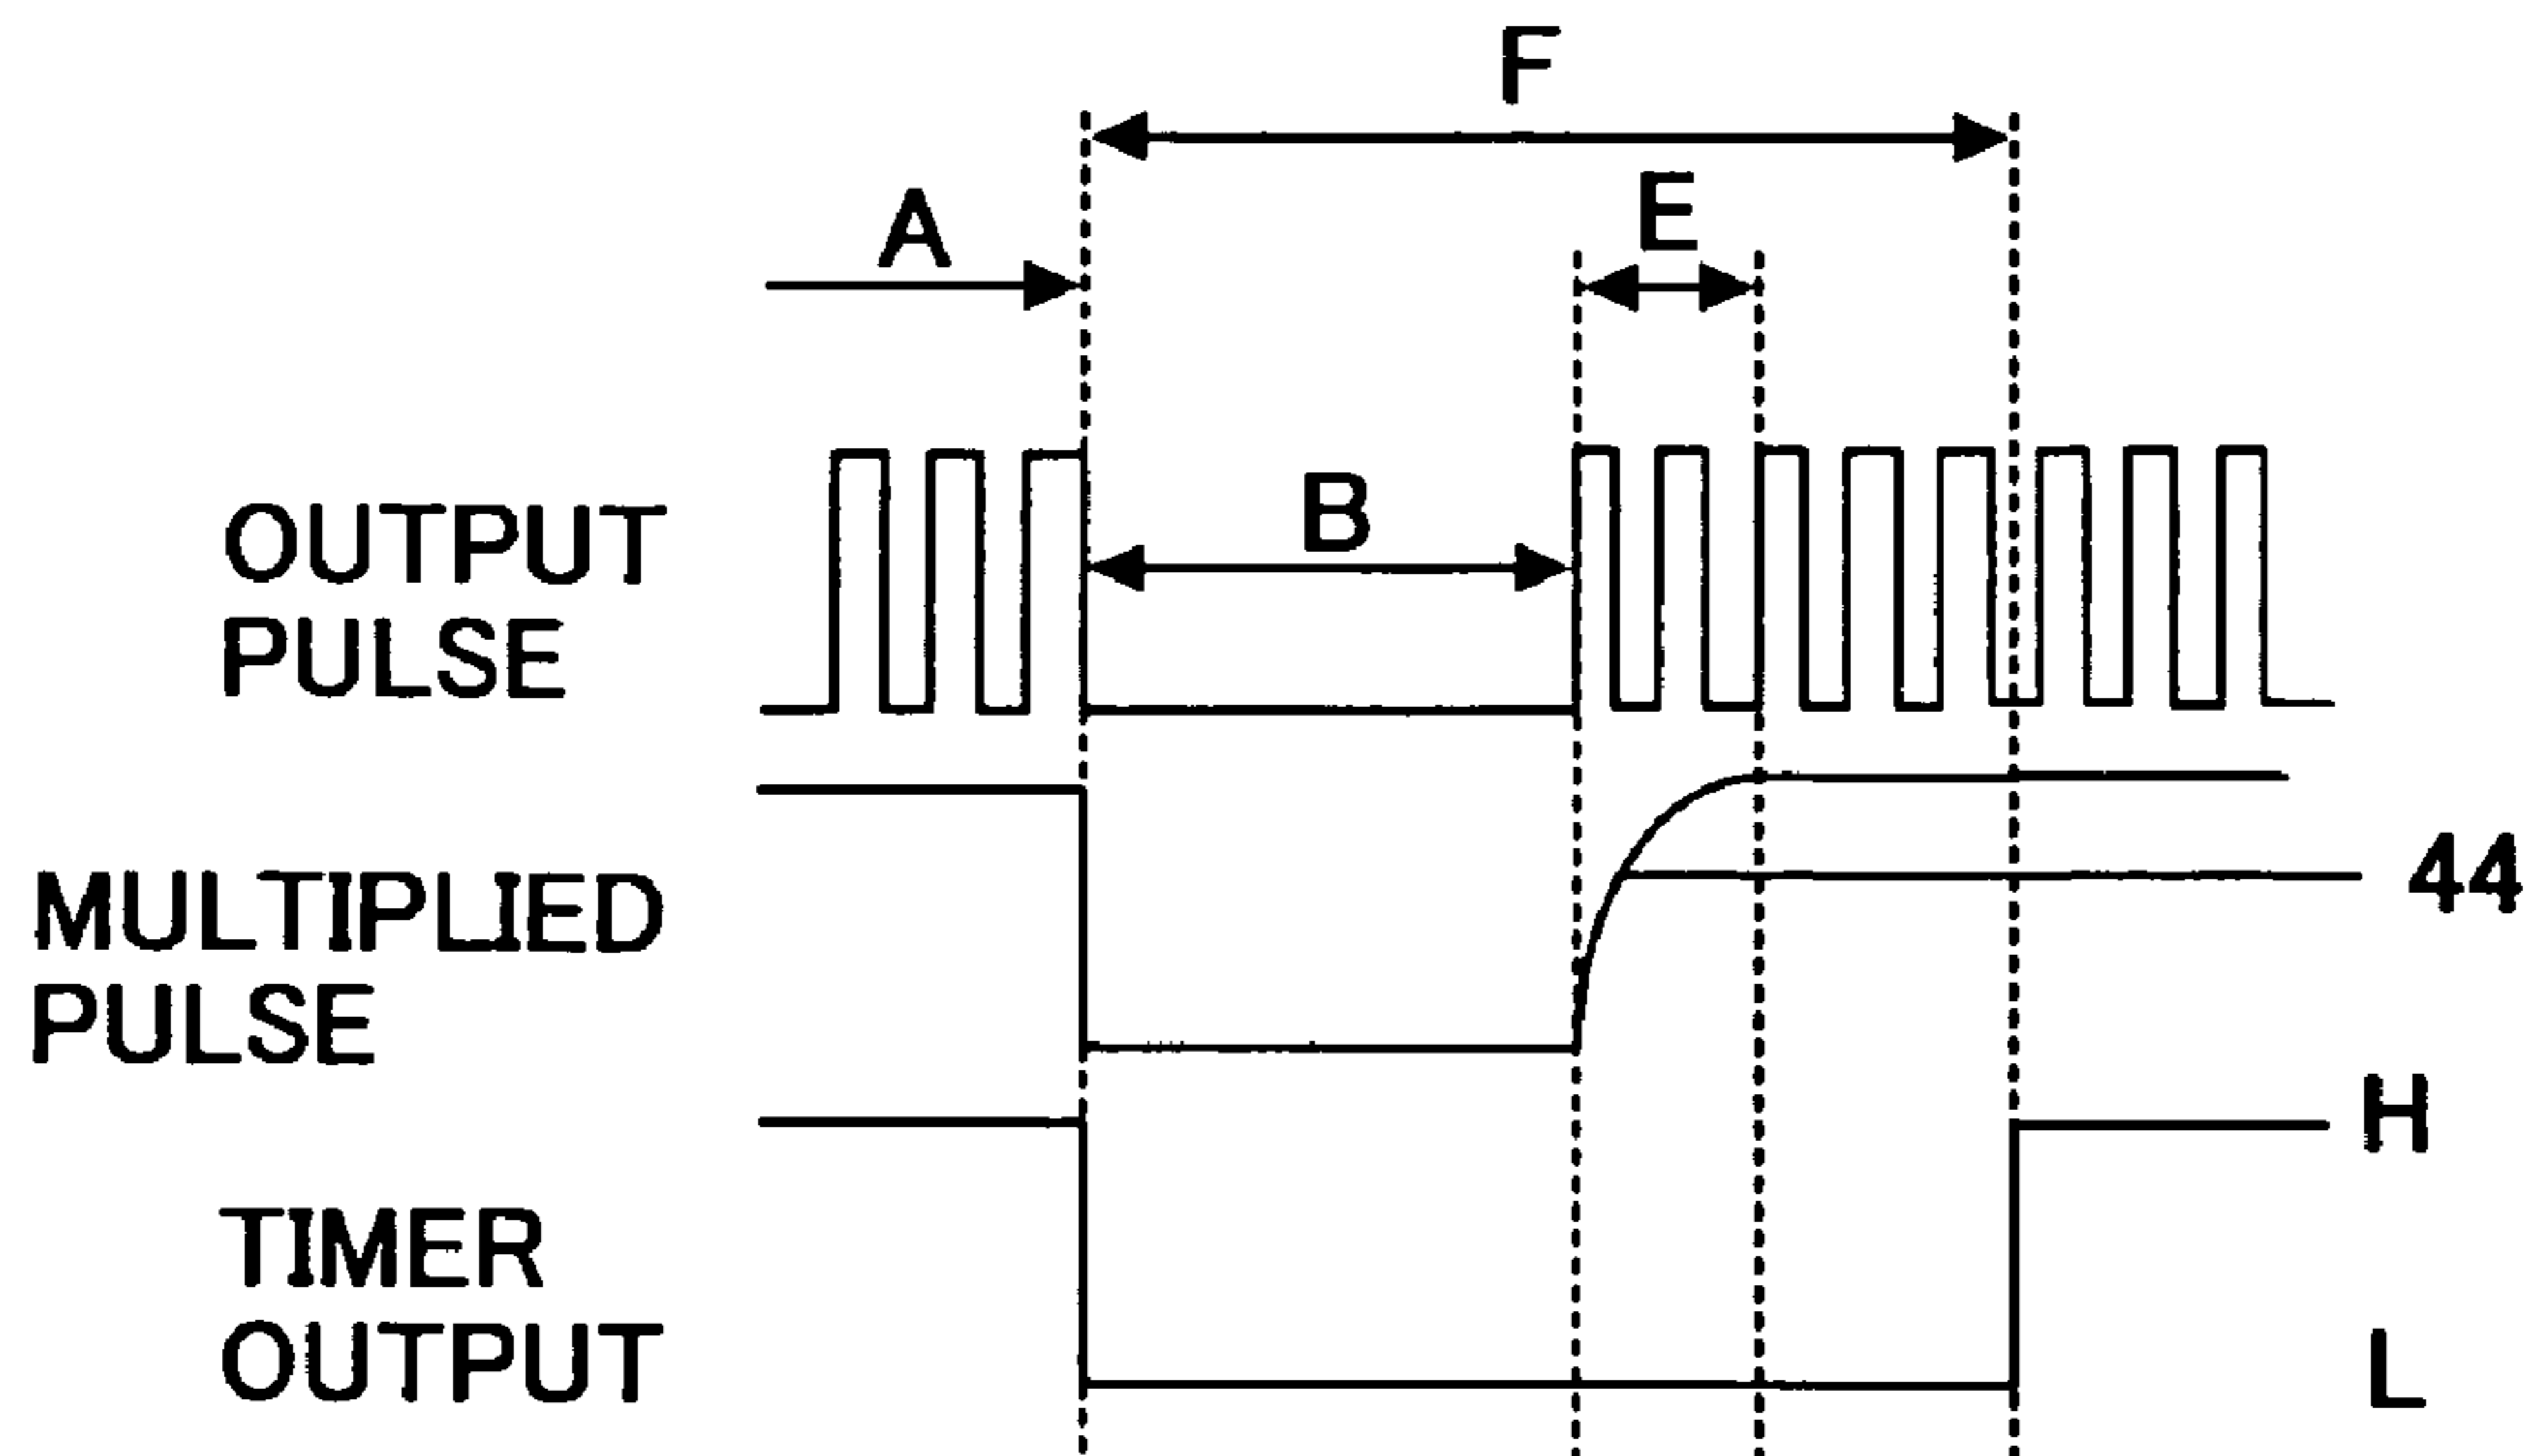 F
A
E
B
OUTPUT
PULSE
MULTIPLIED
PULSE
44
H
TIMER
OUTPUT
L